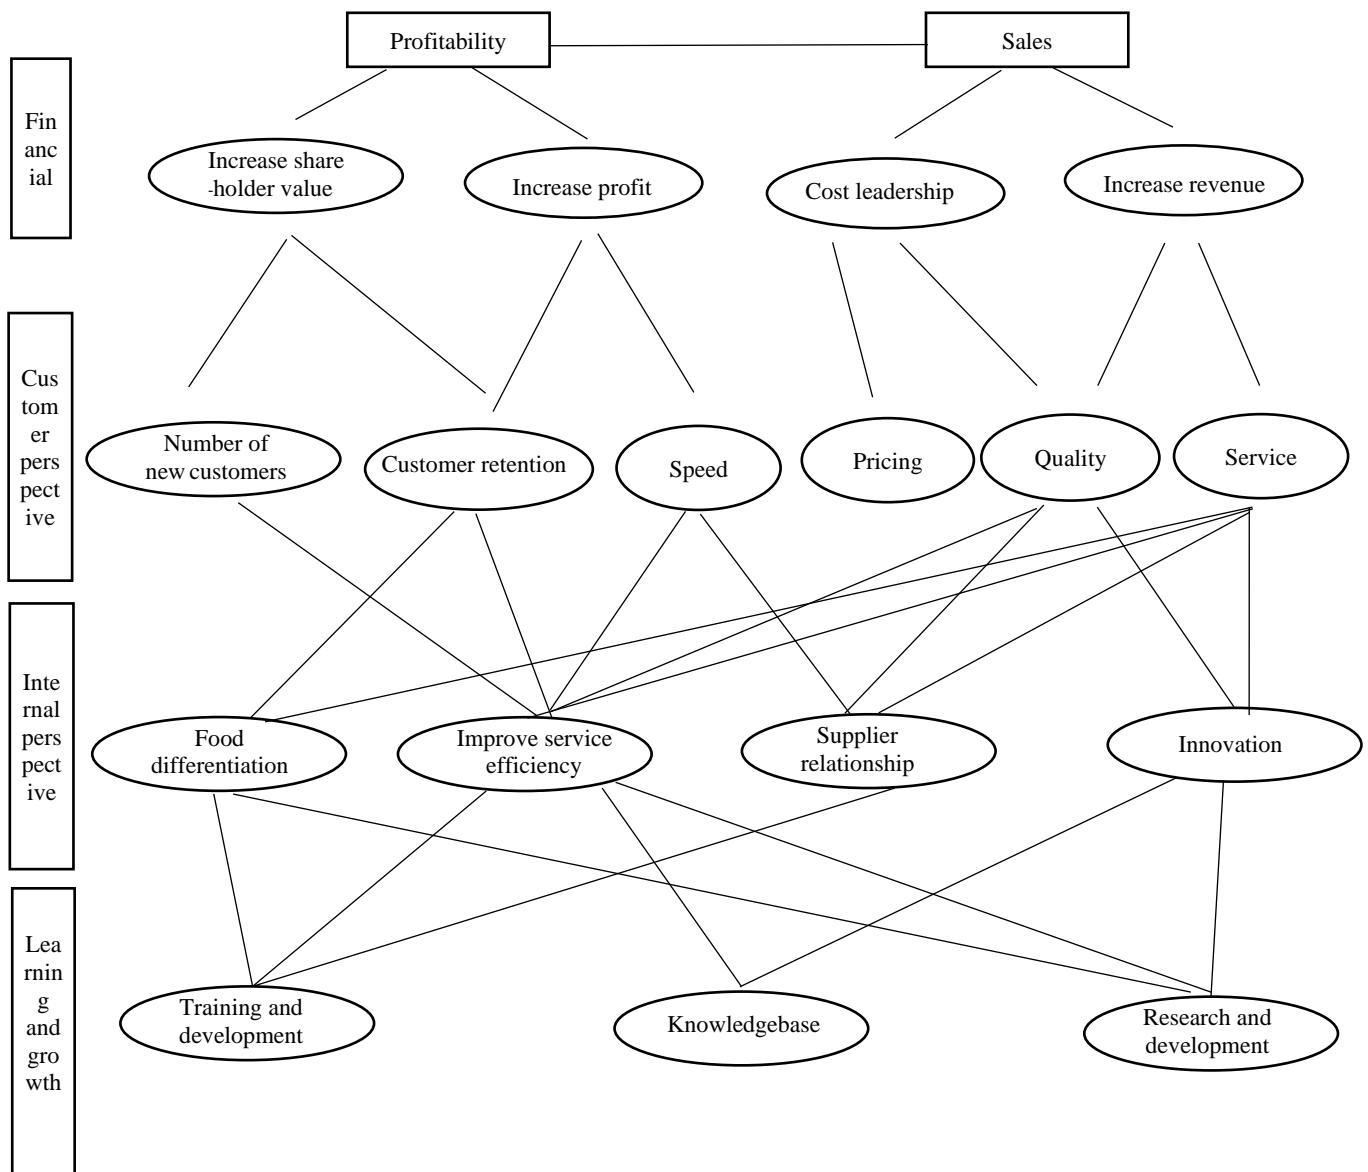 Profitability
Sales
Fin
anc
ial
Increase share
-holder value
Increase profit
Cost leadership
Increase revenue
Cus
tom
er
pers
pect
ive
Number of
new customers
Customer retention
Speed
Pricing
Quality
Service
Inte
rnal
pers
pect
ive
Food
differentiation
Improve service
efficiency
Supplier
relationship
Innovation
Lea
rnin
g
and
gro
wth
Training and
development
Knowledgebase
Research and
development